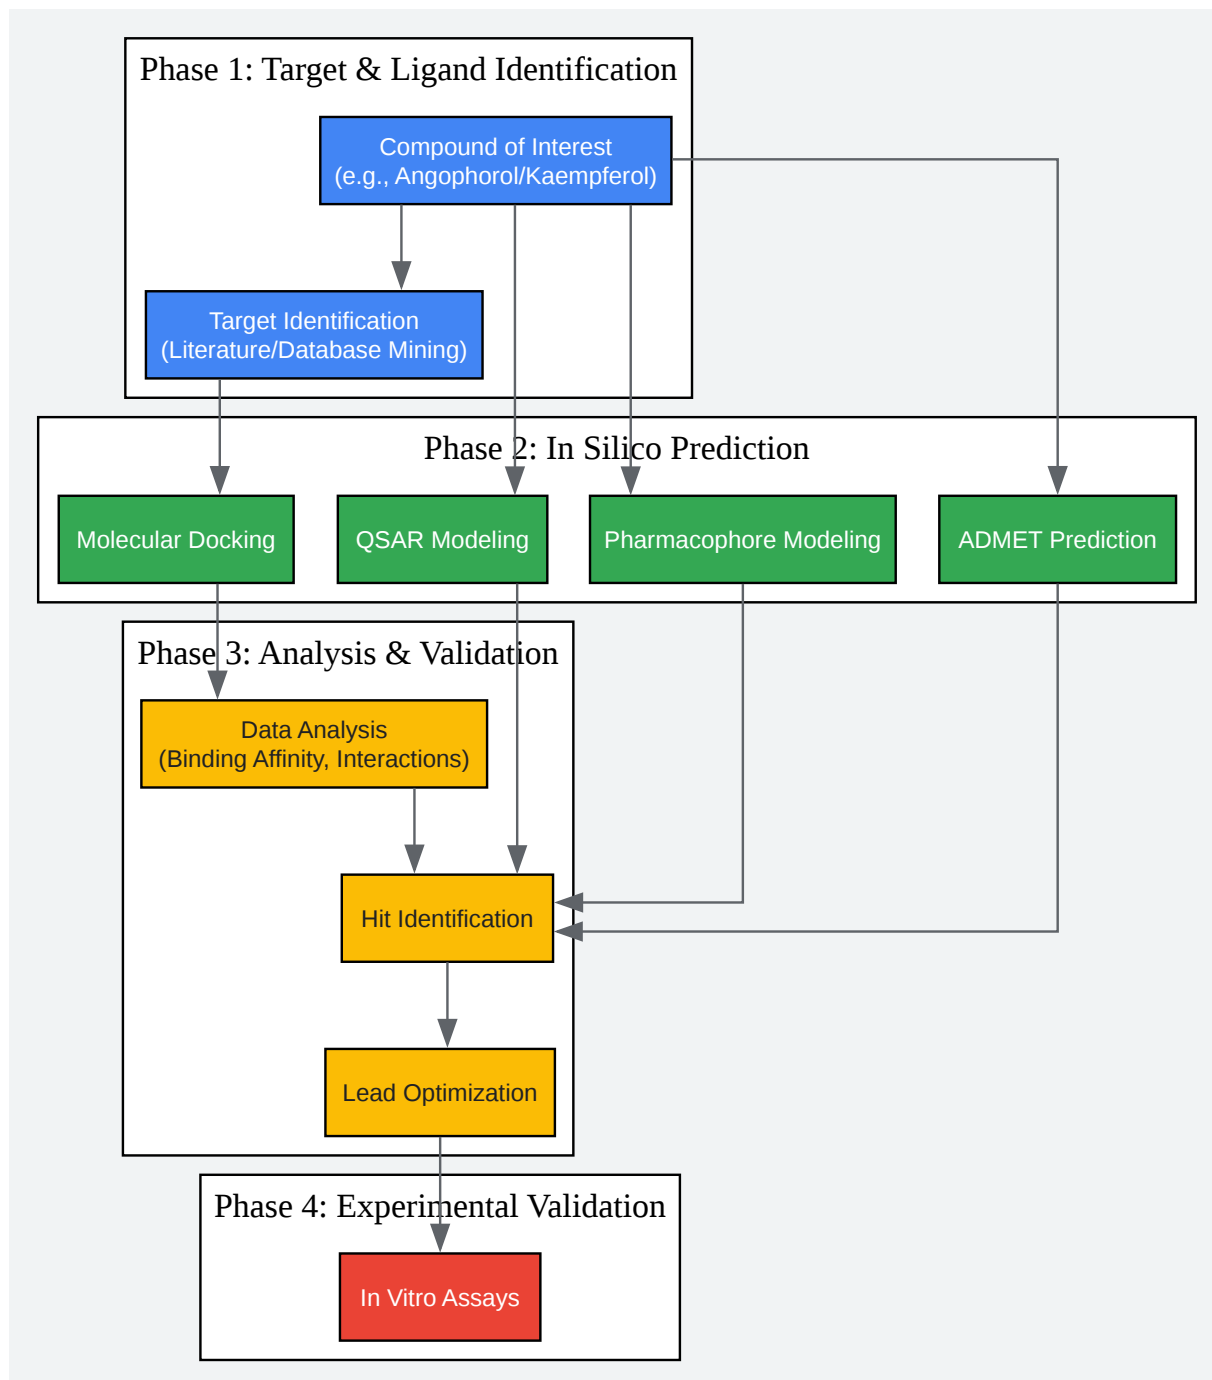 Phase 1: Target & Ligand Identification
Compound of Interest
(e.g., Angophorol/Kaempferol)
Target Identification
(Literature/Database Mining)
Phase 2: In Silico Prediction
Molecular Docking
QSAR Modeling
Pharmacophore Modeling
ADMET Prediction
Phase 3: Analysis & Validation
Data Analysis
(Binding Affinity, Interactions)
Hit Identification
Lead Optimization
Phase 4: Experimental Validation
In Vitro Assays